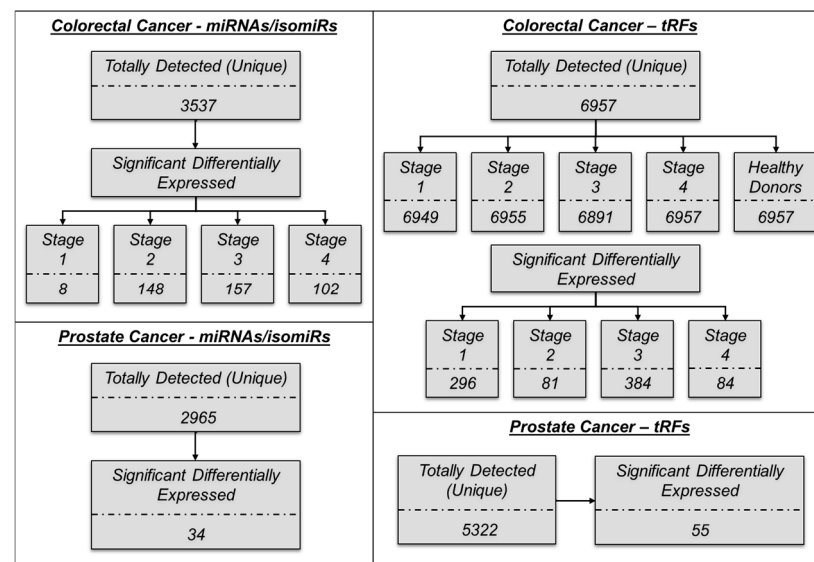 Colorectal Cancer - miRNAs/isomiRs
Totally Detected (Unique)
3537
Significant Differentially
Expressed
Stage
1
8
Stage
2
148
Stage
3
157
Stage
4
102
Prostate Cancer - miRNAs/isomiRs
Totally Detected (Unique)
2965
Significant Differentially
Expressed
34
Colorectal Cancer – tRFs
Totally Detected (Unique)
6957
Stage
1
6949
Stage
2
6955
Stage
3
6891
Stage
4
6957
Healthy
Donors
6957
Significant Differentially
Expressed
Stage
1
296
Stage
2
81
Stage
3
384
Stage
4
84
Prostate Cancer – tRFs
Totally Detected
(Unique)
5322
Significant Differentially
Expressed
55